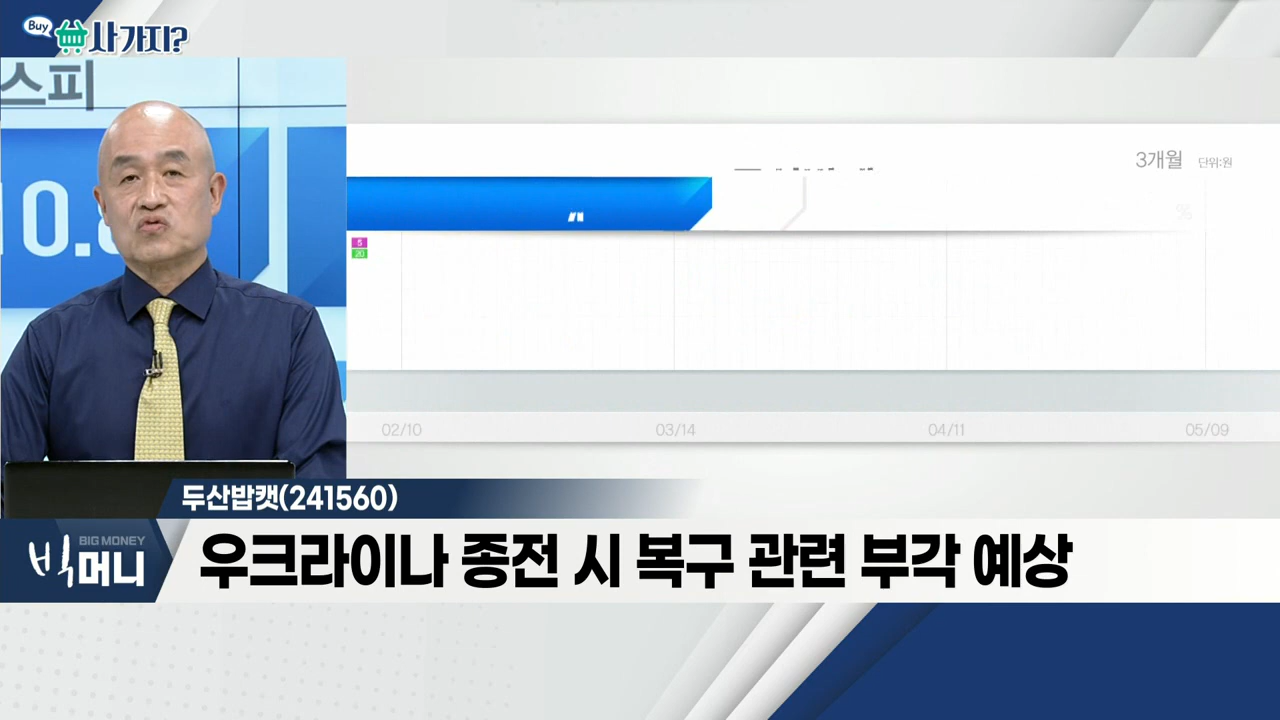 Buy
사가지?
스피
10.8
3개월 단위:원
%
5
20
02/10 03/14 04/11 05/09
두산밥캣(241560)
BIG MONEY
빅머니
우크라이나 종전 시 복구 관련 부각 예상